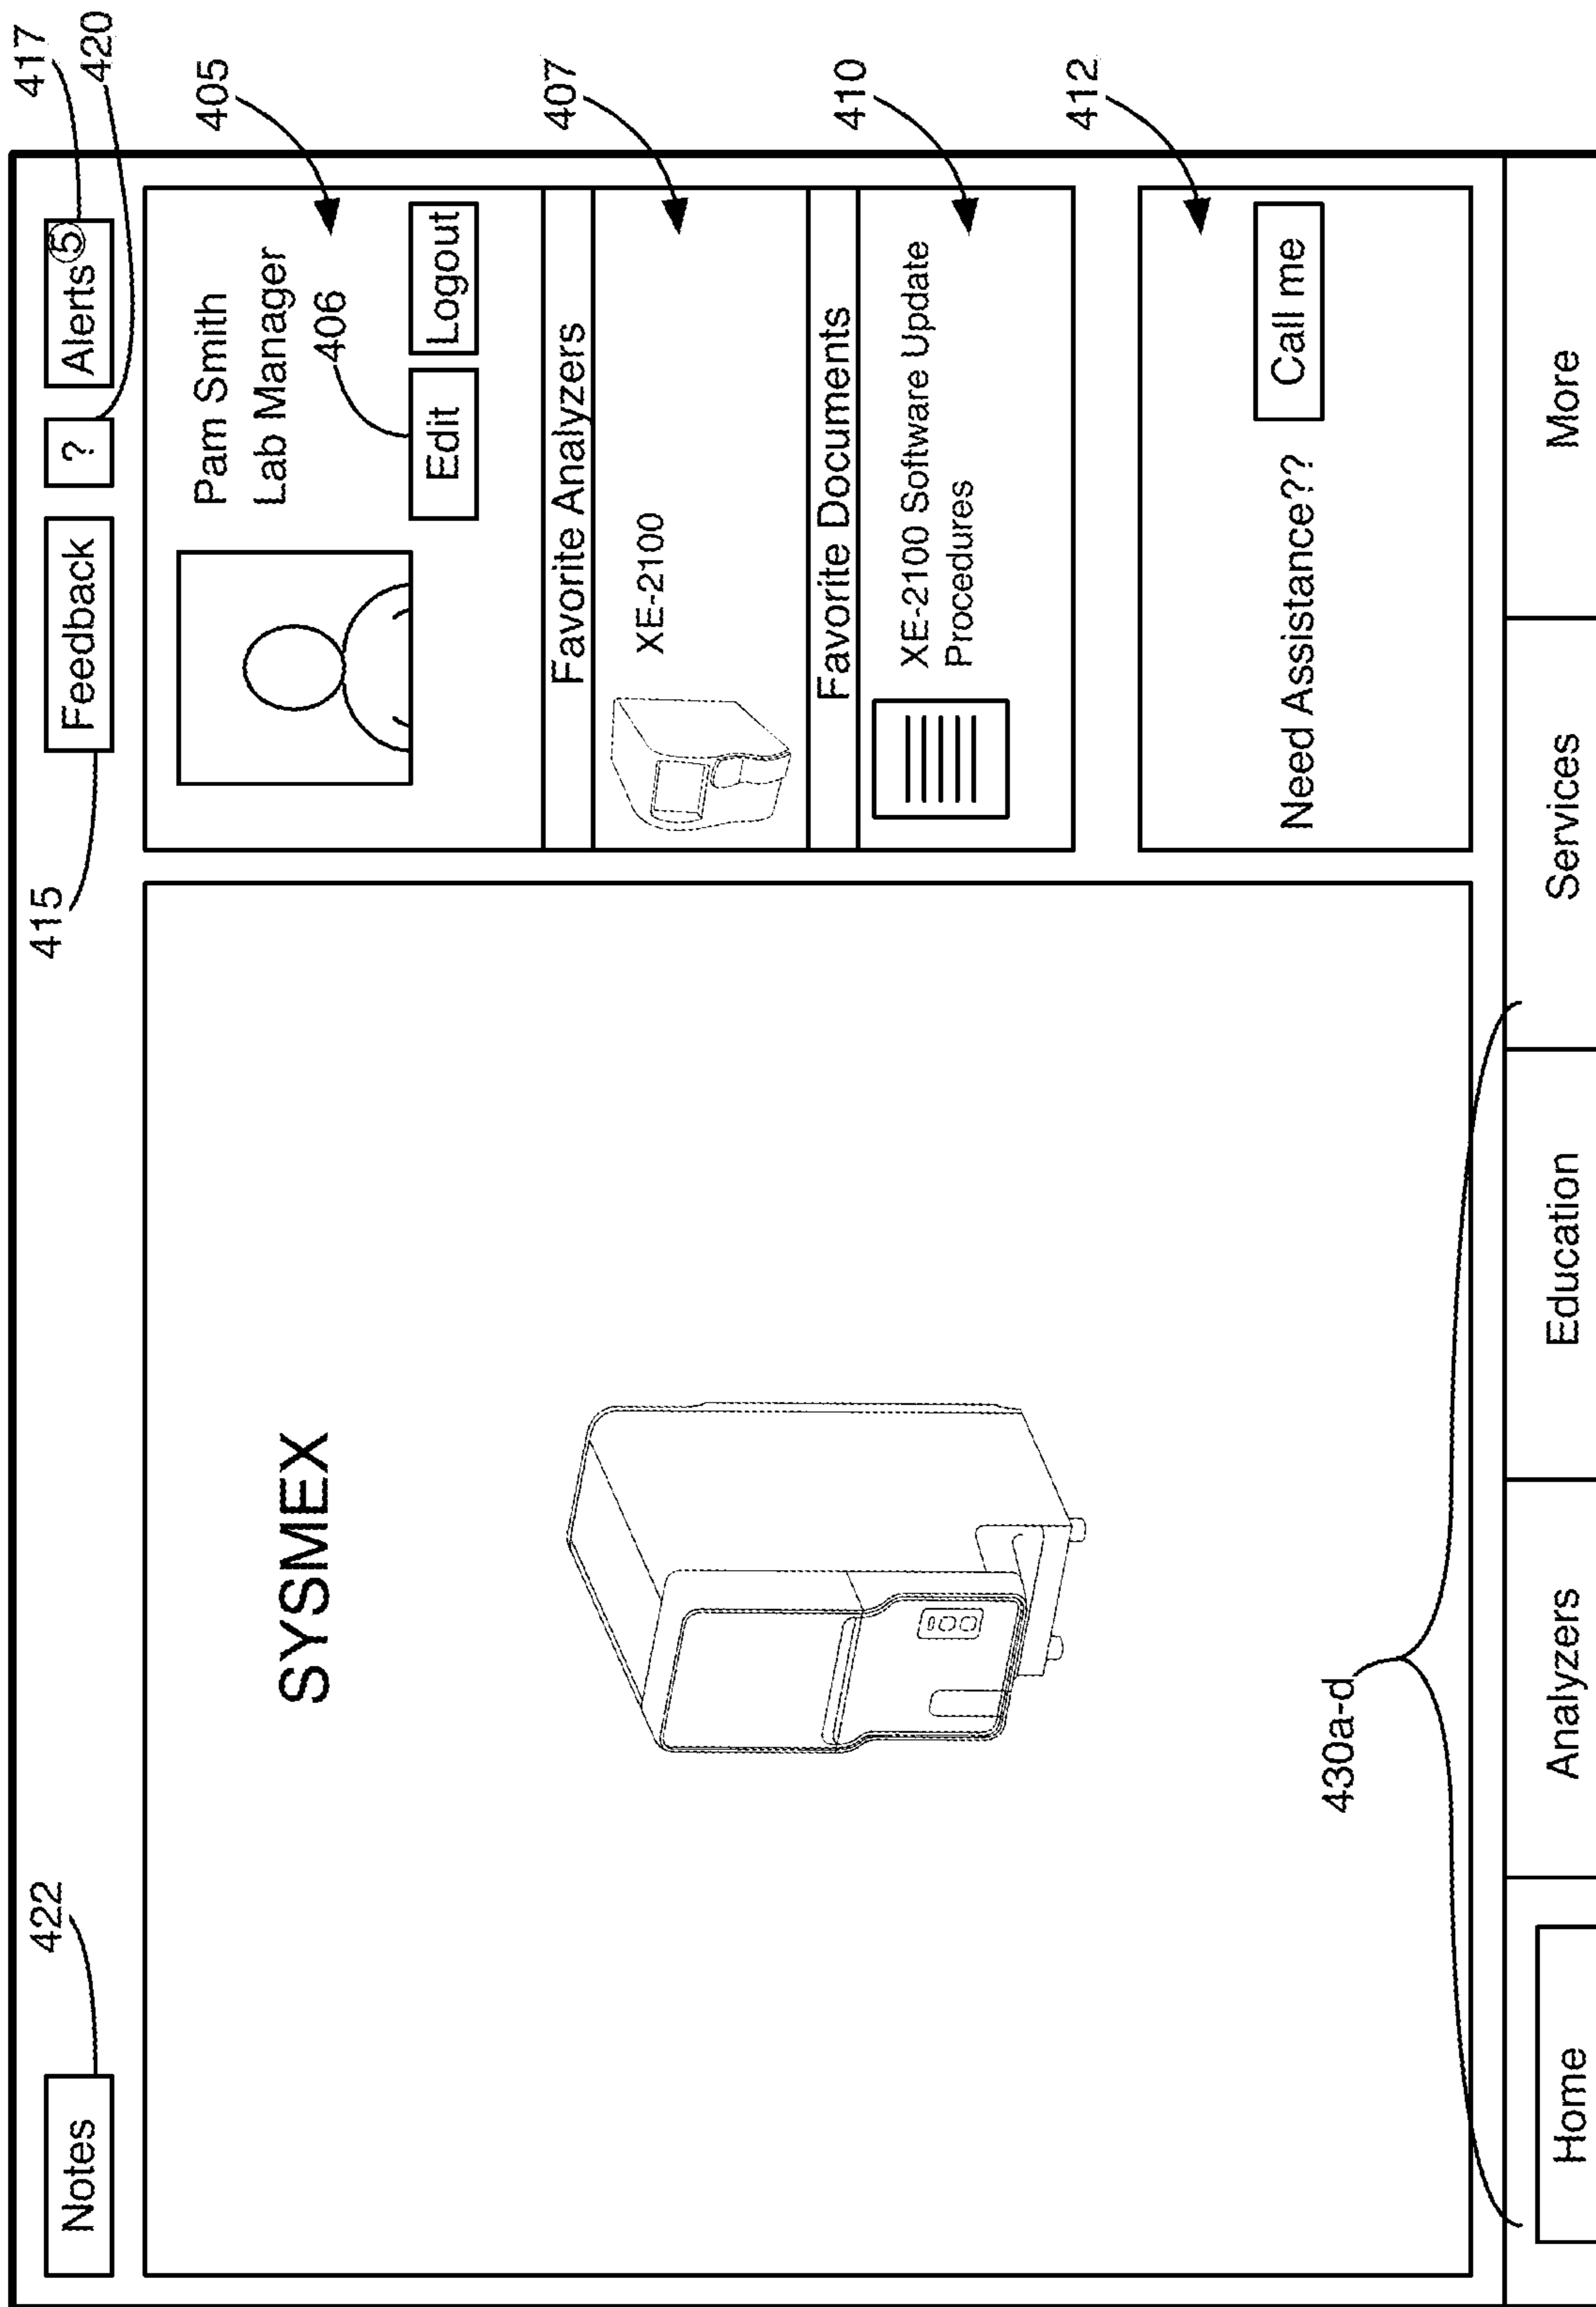 417
420
415
422
Notes
Feedback
?
Alerts 5
405
Pam Smith
Lab Manager
406
Edit
Logout
SYSMEX
Favorite Analyzers
407
XE-2100
Favorite Documents
410
XE-2100 Software Update
Procedures
412
Need Assistance??
Call me
430a-d
Home
Analyzers
Education
Services
More